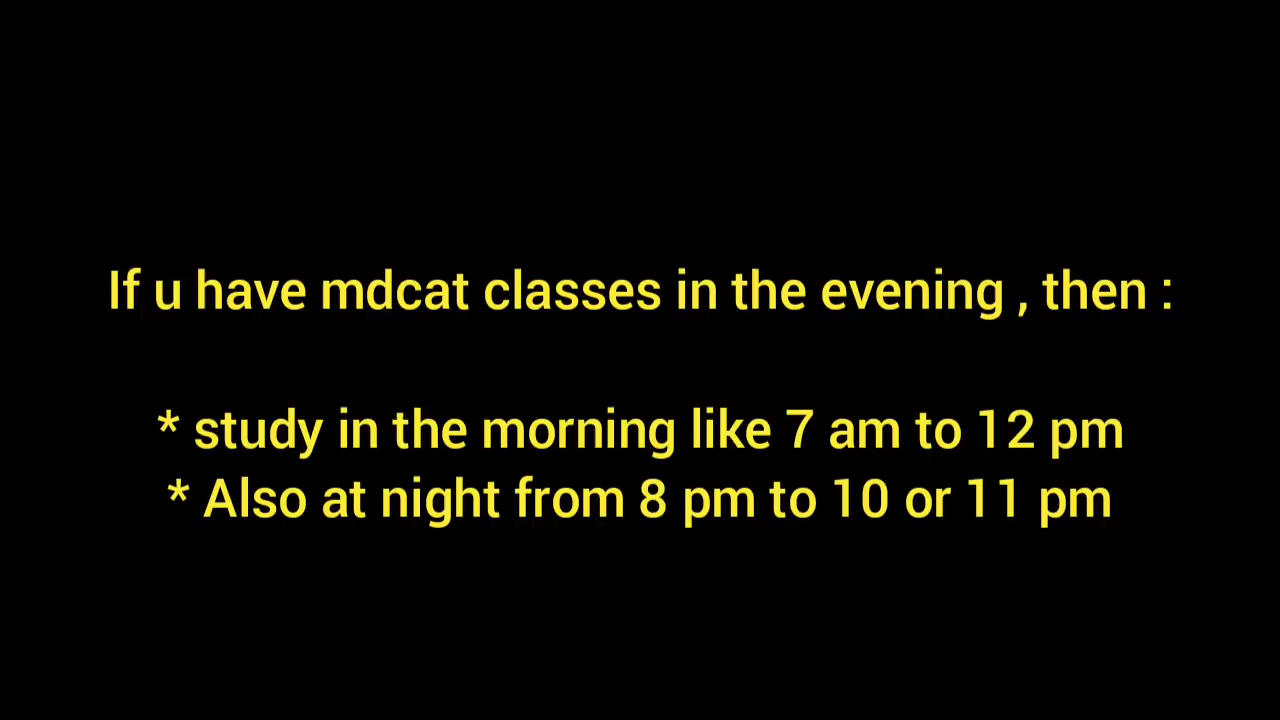 If u have mdcat classes in the evening , then :
* study in the morning like 7 am to 12 pm
* Also at night from 8 pm to 10 or 11 pm